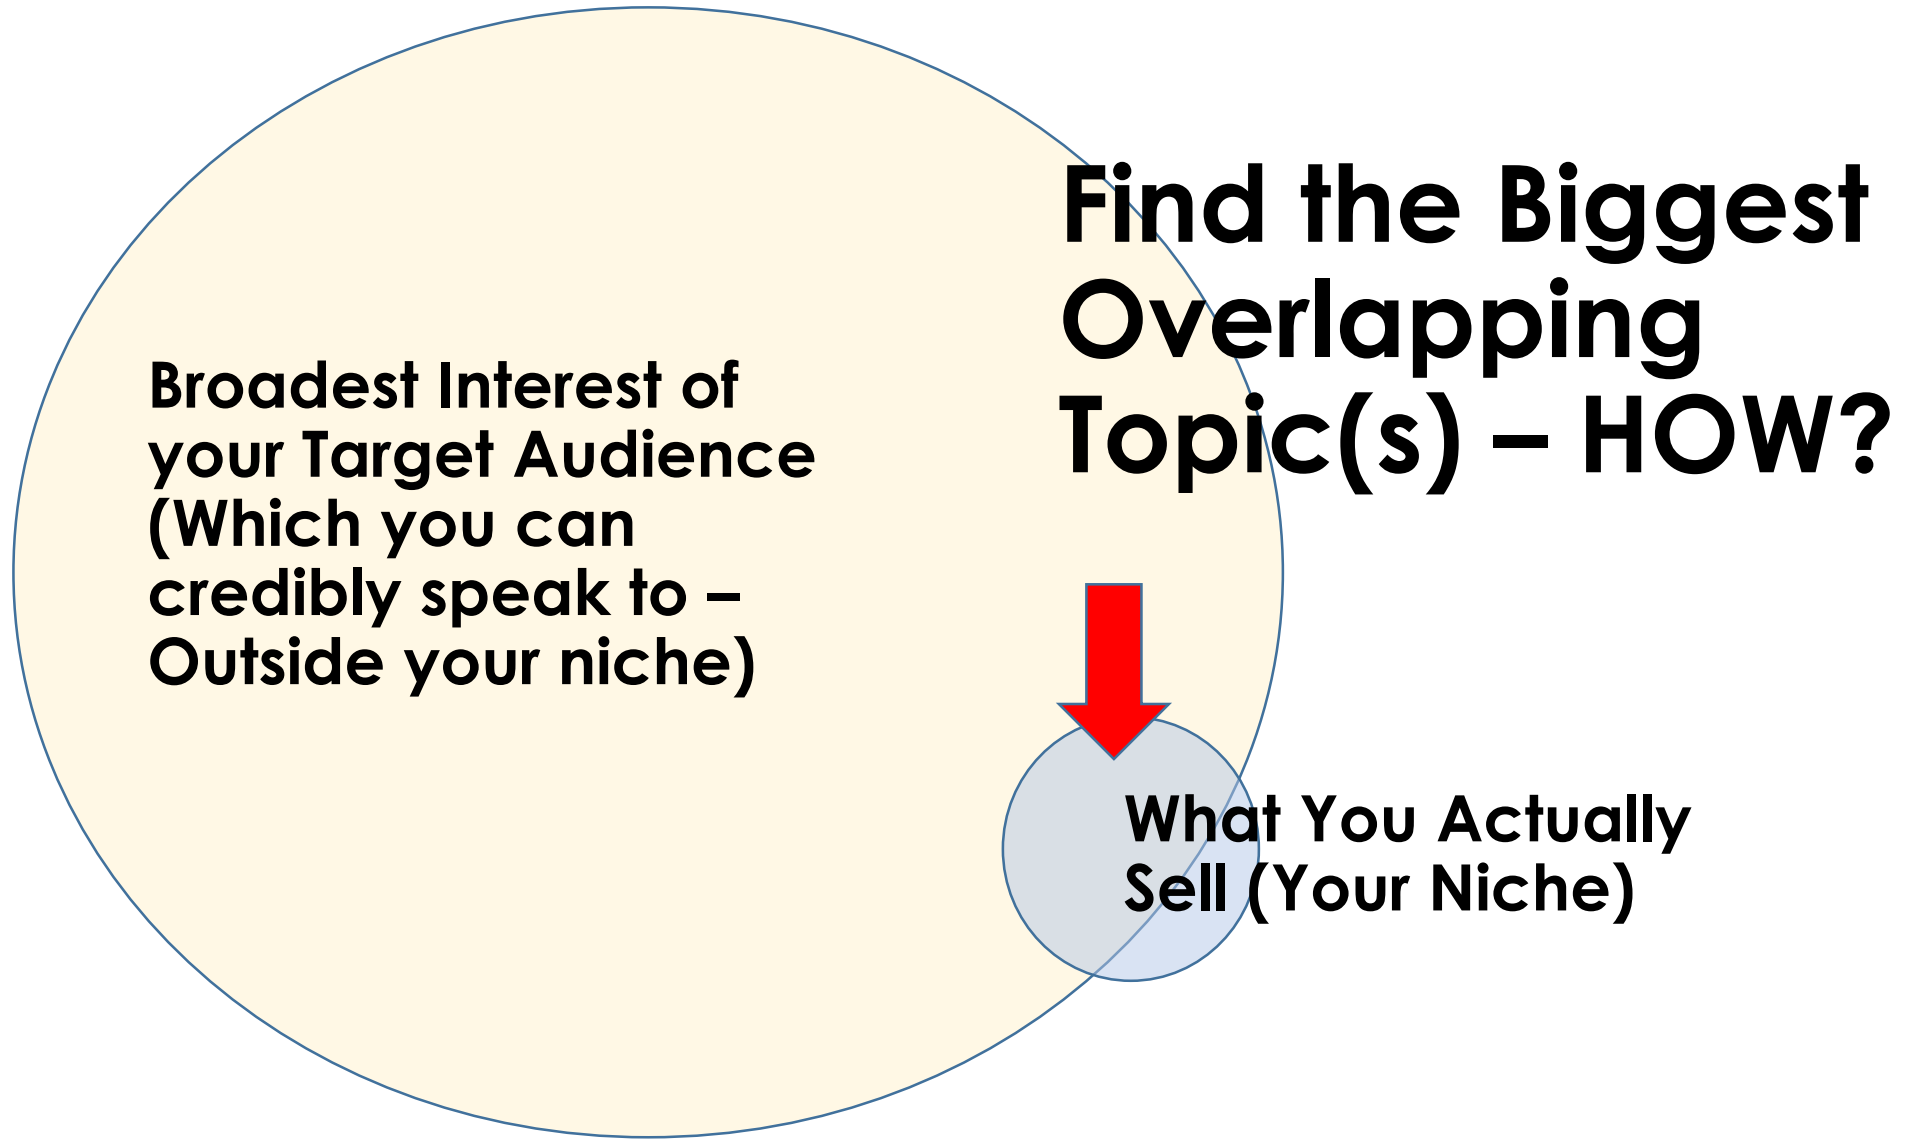 Find the Biggest
Overlapping
Topic(s) – HOW?
Broadest Interest of
your Target Audience
(Which you can
credibly speak to –
Outside your niche)
What You Actually
Sell (Your Niche)